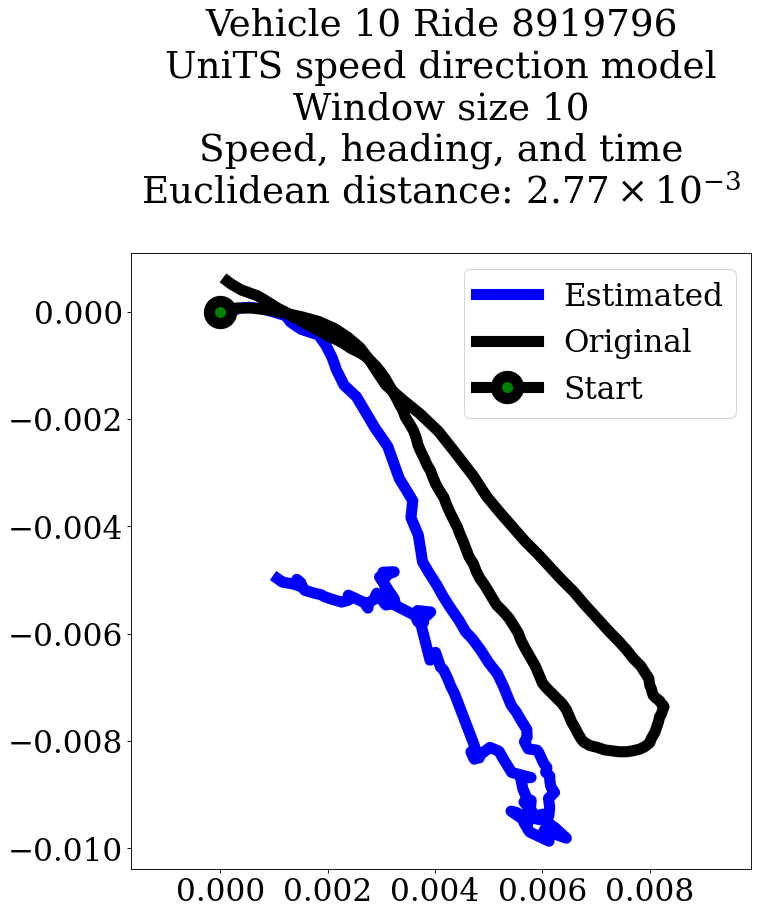 Vehicle 10 Ride 8919796
UniTS speed direction model
Window size 10
Speed, heading, and time
Euclidean distance: 2.77 × 10⁻³
Estimated
Original
Start
0.000
−0.002
−0.004
−0.006
−0.008
−0.010
0.000 0.002 0.004 0.006 0.008